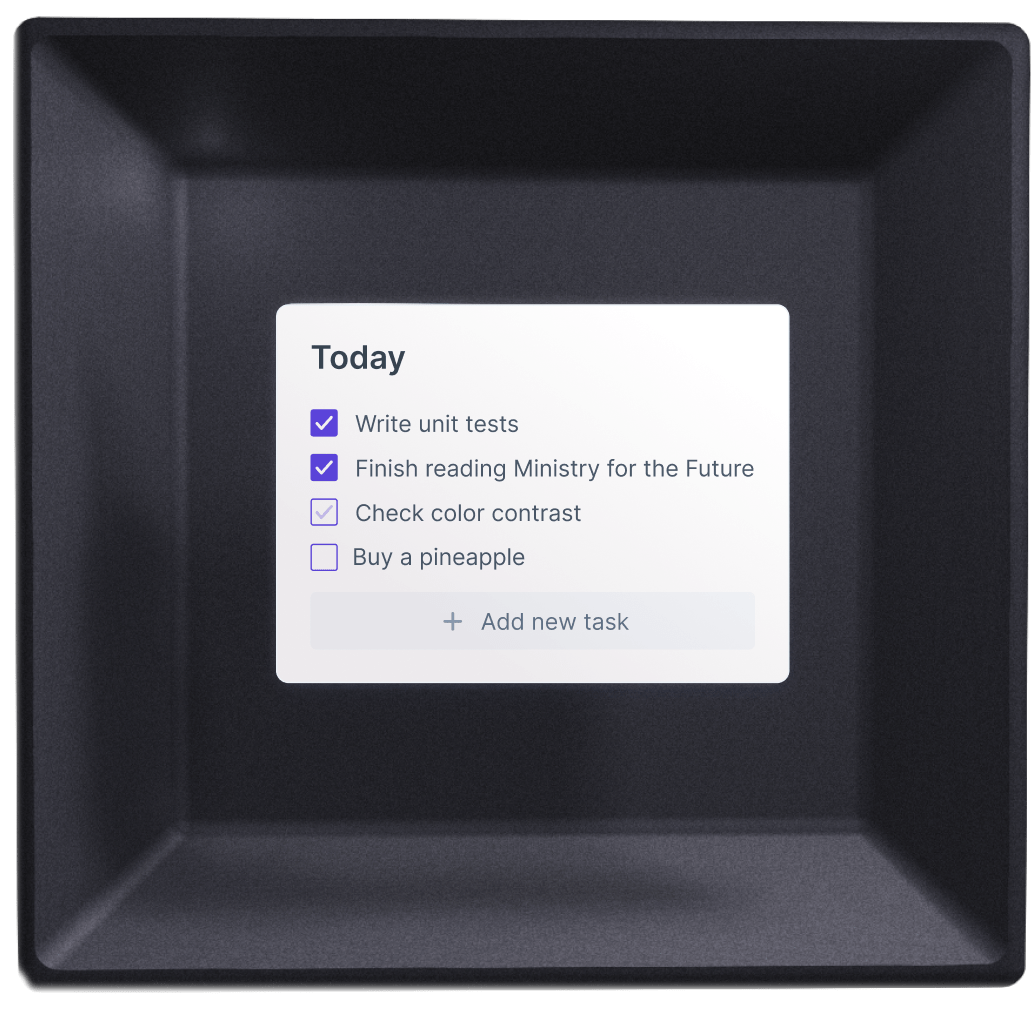 Today
Write unit tests
Finish reading Ministry for the Future
Check color contrast
Buy a pineapple
+ Add new task